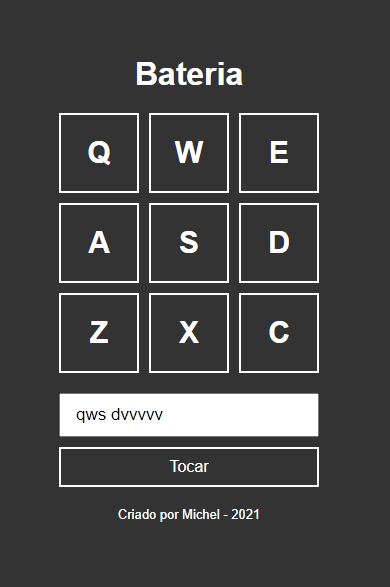 Bateria
Q W E
A S D
Z X C
qws dvvvvv
Tocar
Criado por Michel - 2021